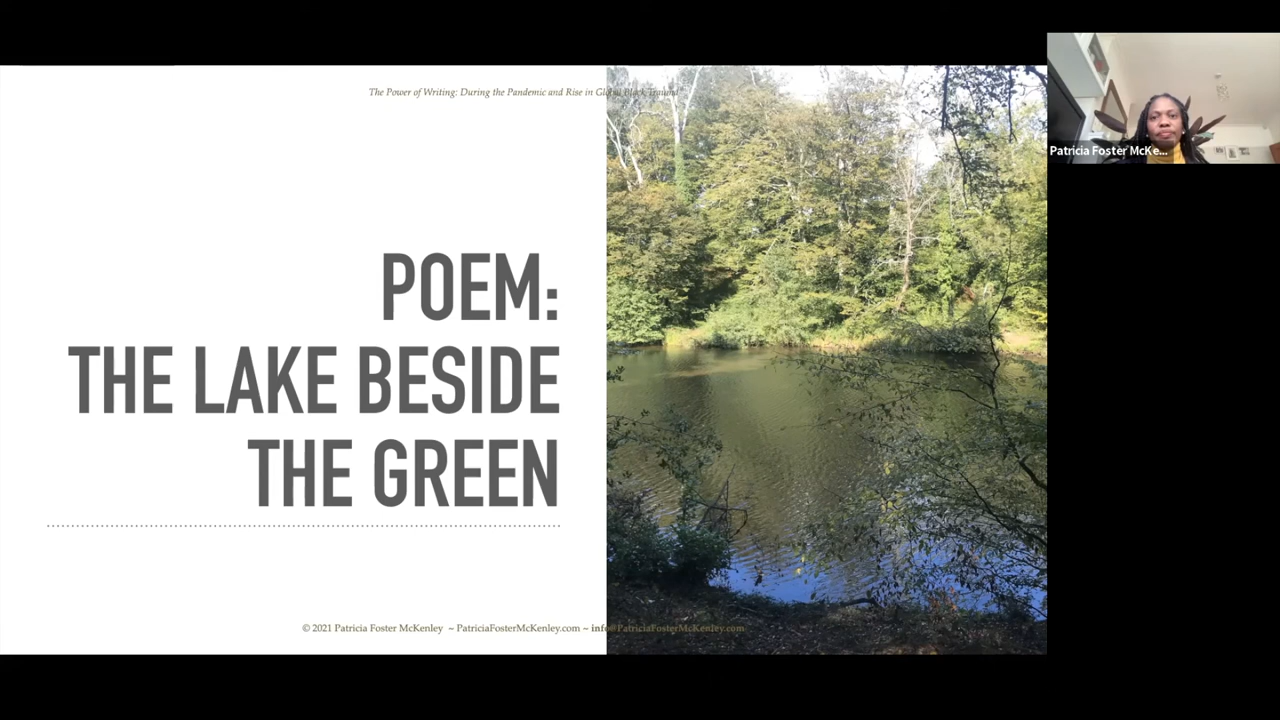 The Power of Writing: During the Pandemic and Rise in Global Black Trauma
Patricia Foster McKe...
POEM:
THE LAKE BESIDE
THE GREEN
© 2021 Patricia Foster McKenley ~ PatriciaFosterMcKenley.com ~ info@PatriciaFosterMcKenley.com